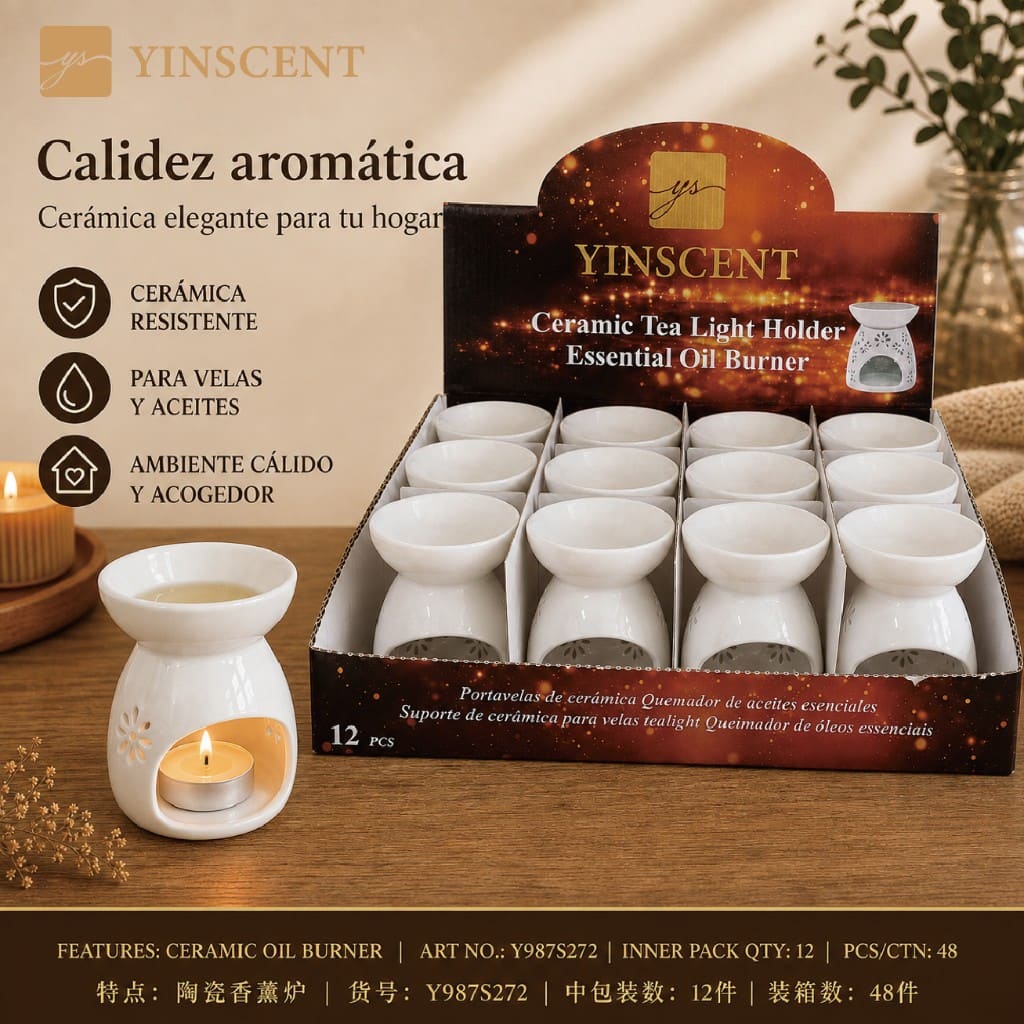 ys YINSCENT
Calidez aromática
Cerámica elegante para tu hogar
CERÁMICA
RESISTENTE
PARA VELAS
Y ACEITES
AMBIENTE CÁLIDO
Y ACOGEDOR
ys
YINSCENT
Ceramic Tea Light Holder
Essential Oil Burner
Portavelas de cerámica Quemador de aceites esenciales
Suporte de cerámica para velas tealight Queimador de óleos essenciais
12 PCS
FEATURES: CERAMIC OIL BURNER | ART NO.: Y987S272 | INNER PACK QTY: 12 | PCS/CTN: 48
特点：陶瓷香薰炉 | 货号：Y987S272 | 中包装数：12件 | 装箱数：48件